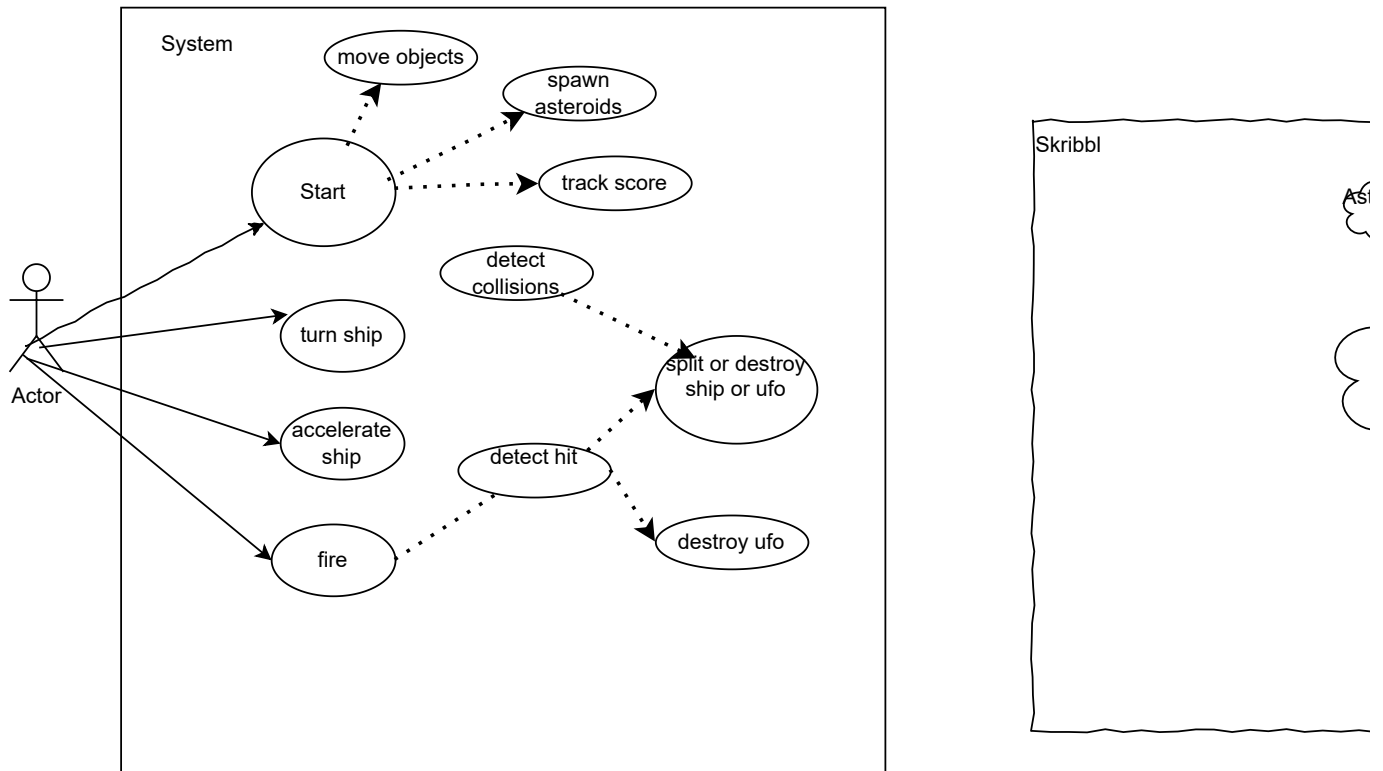 System
move objects
spawn
asteroids
Start
track score
detect
collisions
turn ship
split or destroy
ship or ufo
Actor
accelerate
ship
detect hit
fire
destroy ufo
Skribbl